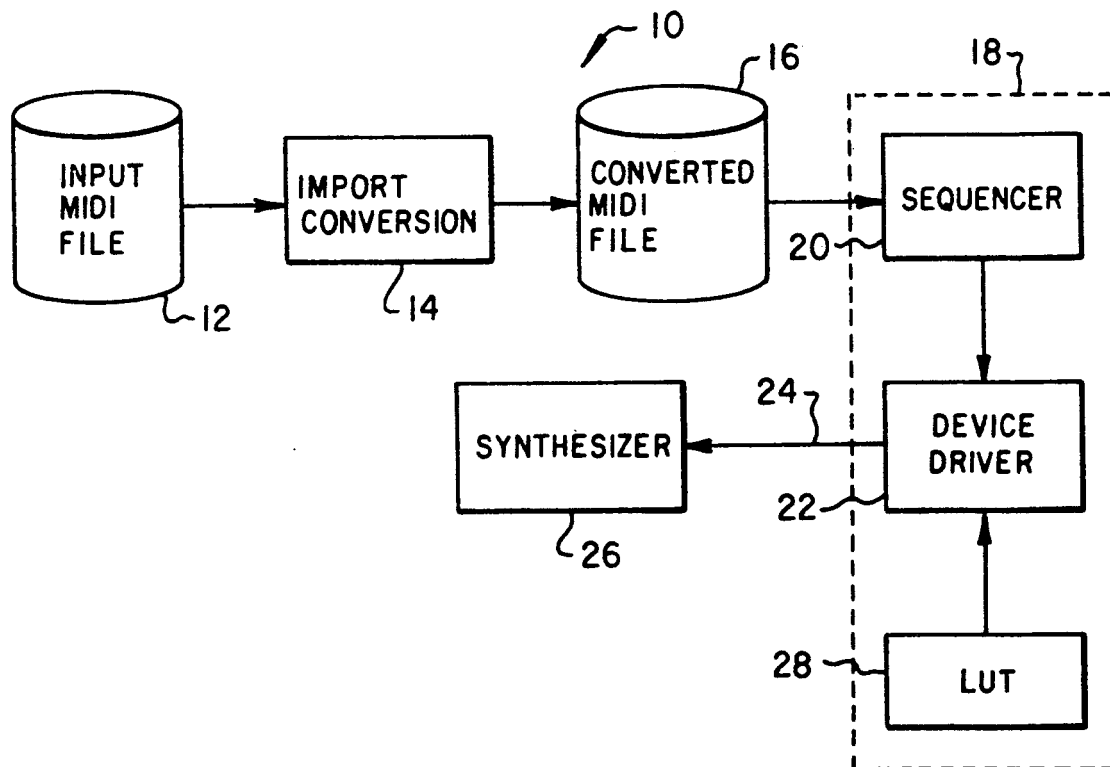 10
16
18
INPUT
MIDI
FILE
IMPORT
CONVERSION
CONVERTED
MIDI
FILE
SEQUENCER
12
14
20
24
SYNTHESIZER
DEVICE
DRIVER
22
26
28
LUT